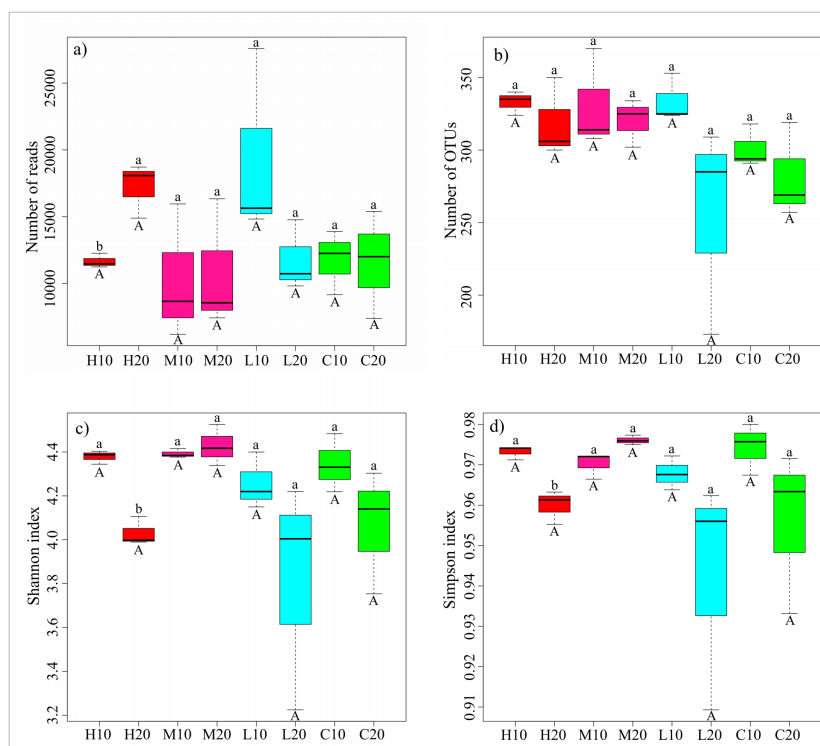 a)
Number of reads
25000
20000
15000
10000
b a a a a a a a
A A A A A A A A
H10 H20 M10 M20 L10 L20 C10 C20
b)
Number of OTUs
350
300
250
200
a a a a a a a a
A A A A A A A A
H10 H20 M10 M20 L10 L20 C10 C20
c)
Shannon index
4.4
4.2
4.0
3.8
3.6
3.4
3.2
a a a a a a a
A A A A A A A A
H10 H20 M10 M20 L10 L20 C10 C20
d)
Simpson index
0.98
0.97
0.96
0.95
0.94
0.93
0.92
0.91
a b a a a a a a
A A A A A A A A
H10 H20 M10 M20 L10 L20 C10 C20